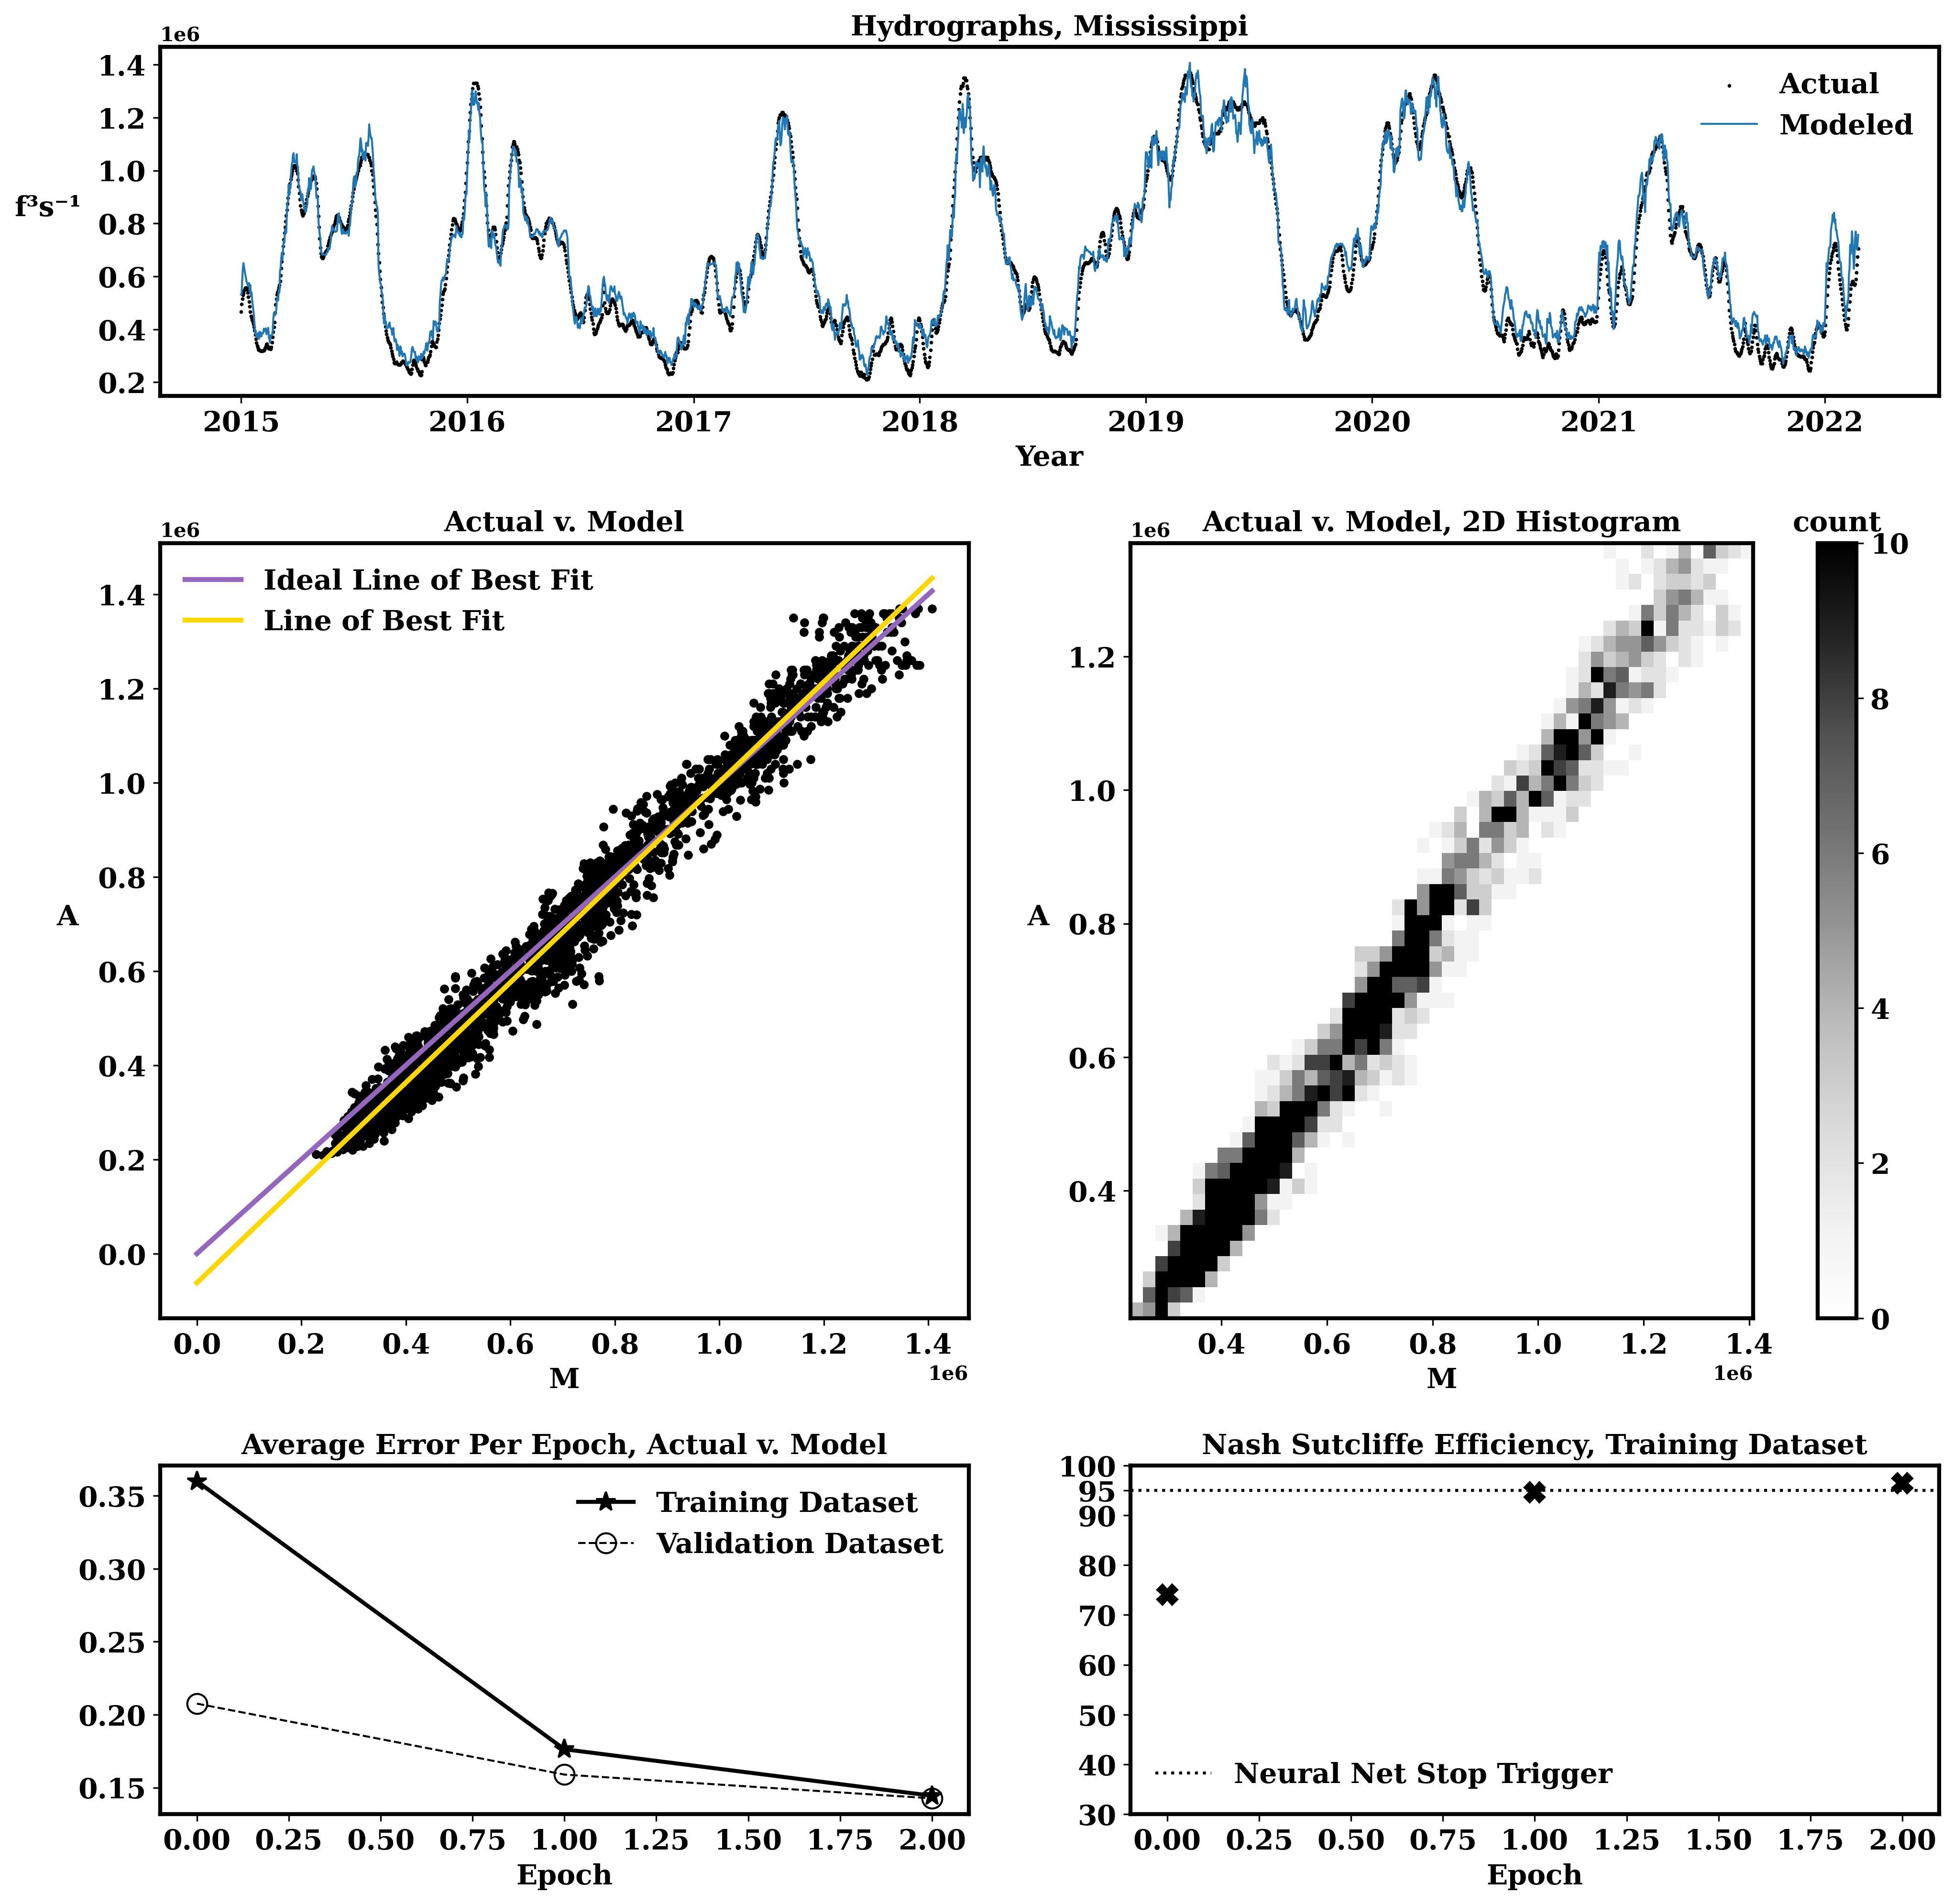 Hydrographs, Mississippi
1e6
1.4
1.2
1.0
0.8
0.6
0.4
0.2
f³s⁻¹
Actual
Modeled
2015 2016 2017 2018 2019 2020 2021 2022
Year
Actual v. Model
1e6
Ideal Line of Best Fit
Line of Best Fit
1.4
1.2
1.0
0.8
0.6
0.4
0.2
0.0
A
0.0 0.2 0.4 0.6 0.8 1.0 1.2 1.4
1e6
M
Actual v. Model, 2D Histogram
1e6
1.2
1.0
0.8
0.6
0.4
A
0.4 0.6 0.8 1.0 1.2 1.4
1e6
M
count
10
8
6
4
2
0
Average Error Per Epoch, Actual v. Model
Training Dataset
Validation Dataset
0.35
0.30
0.25
0.20
0.15
0.00 0.25 0.50 0.75 1.00 1.25 1.50 1.75 2.00
Epoch
Nash Sutcliffe Efficiency, Training Dataset
100
95
90
80
70
60
50
40
30
Neural Net Stop Trigger
0.00 0.25 0.50 0.75 1.00 1.25 1.50 1.75 2.00
Epoch